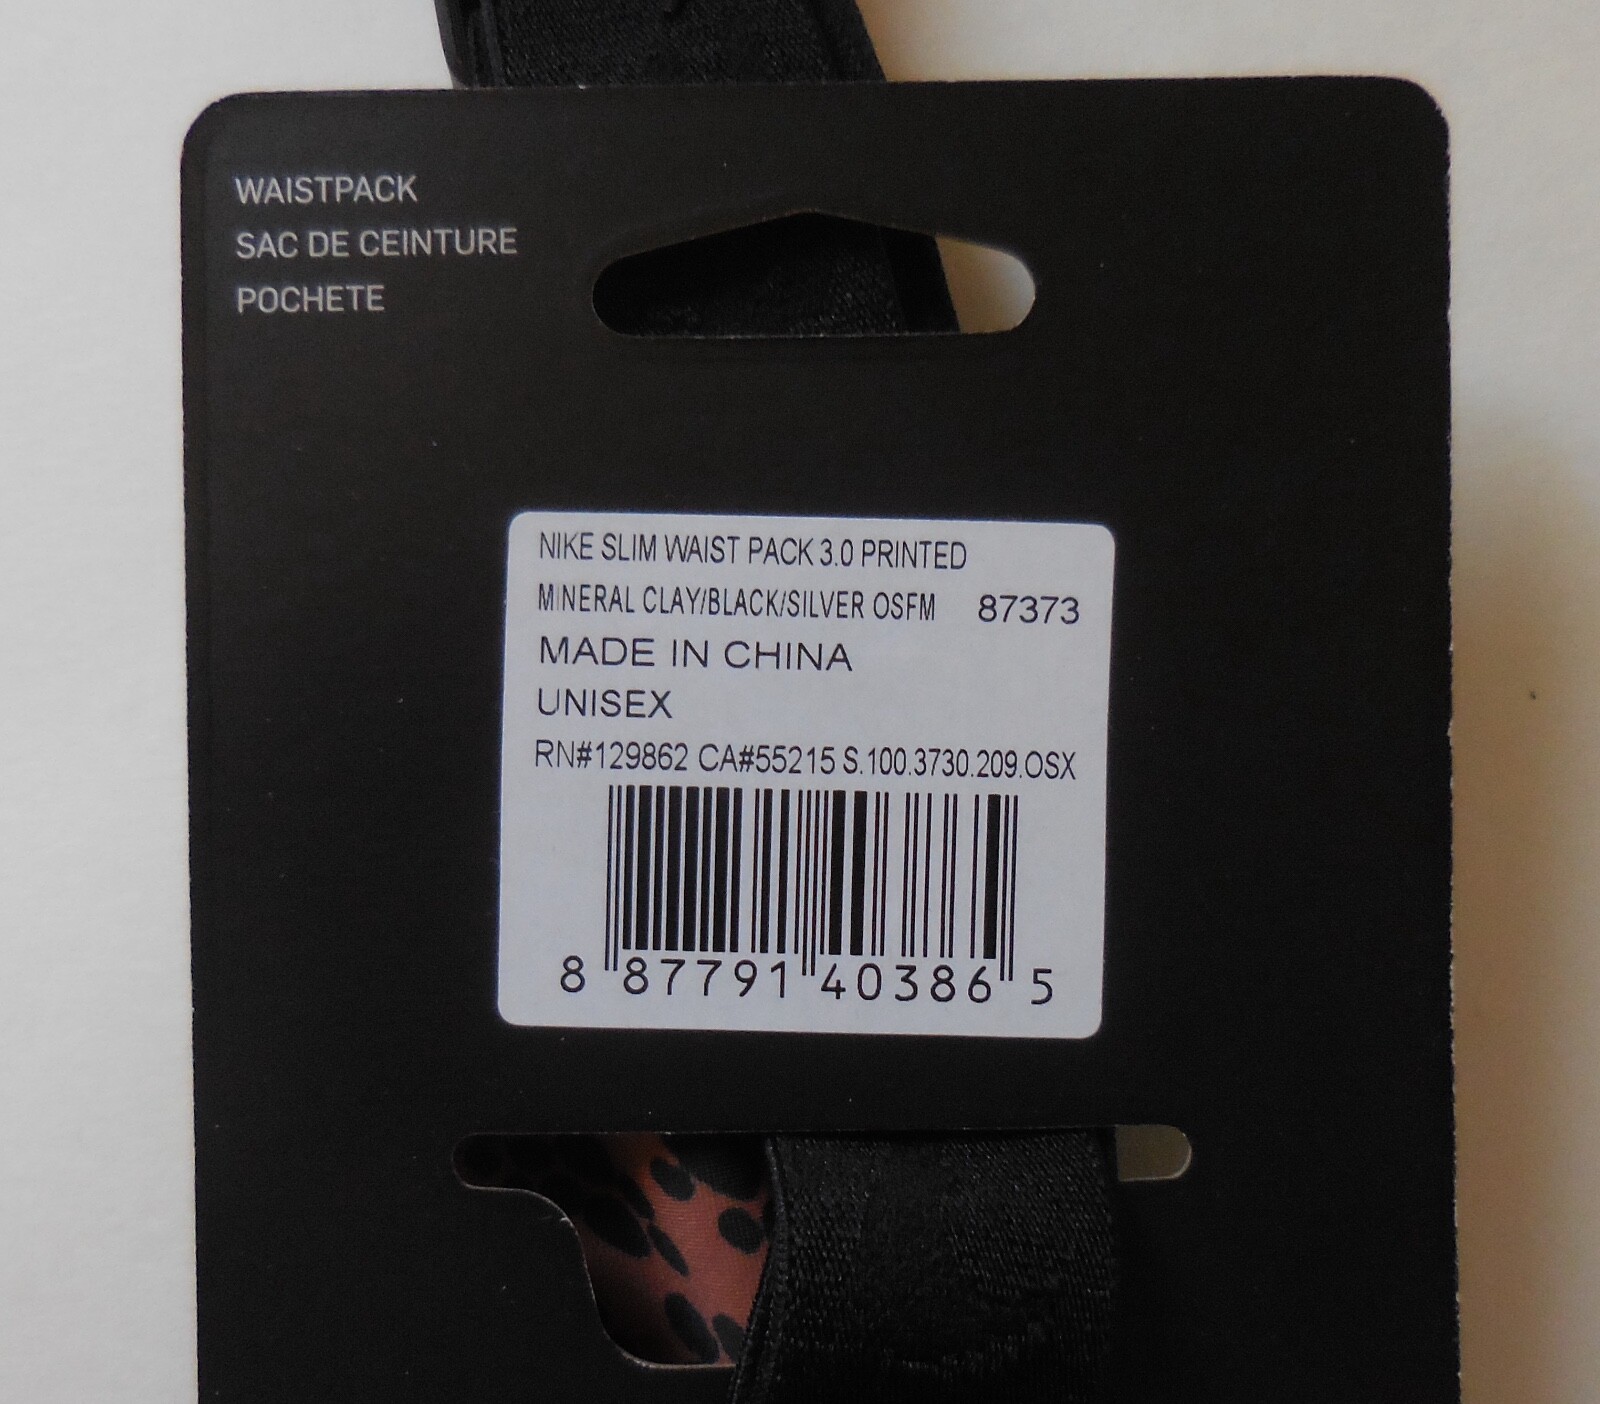 WAISTPACK
SAC DE CEINTURE
POCHETE
NIKE SLIM WAIST PACK 3.0 PRINTED
MINERAL CLAY/BLACK/SILVER OSFM 87373
MADE IN CHINA
UNISEX
RN#129862 CA#55215 S.100.3730.209.OSX
8 87791 40386 5